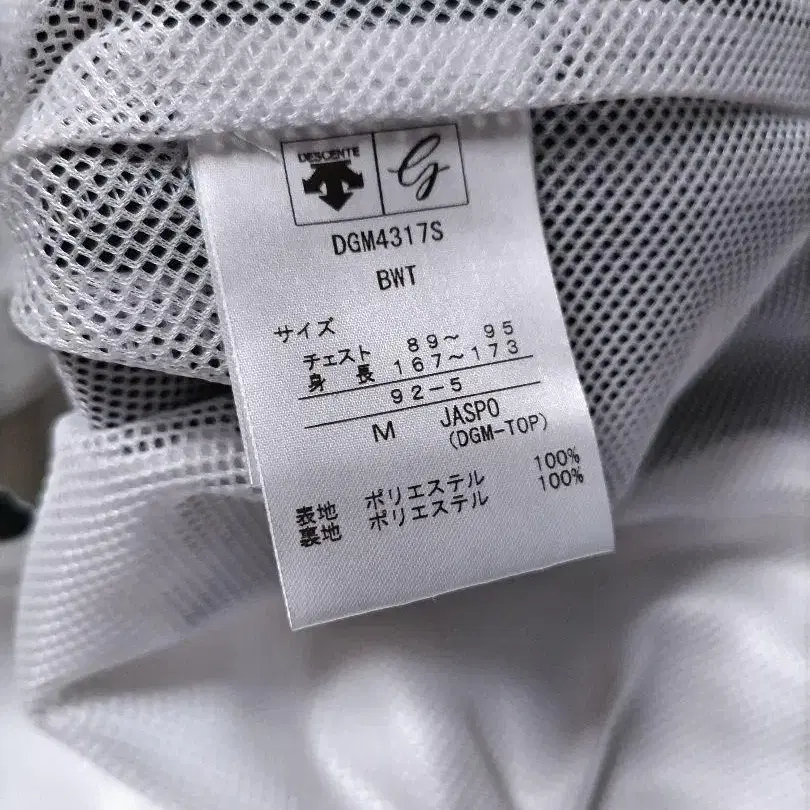 DESCENTE
DGM4317S
BWT
サイズ
チェスト 89～ 95
身長 167～173
92-5
M JASPO
(DGM-TOP)
表地 ポリエステル 100%
裏地 ポリエステル 100%